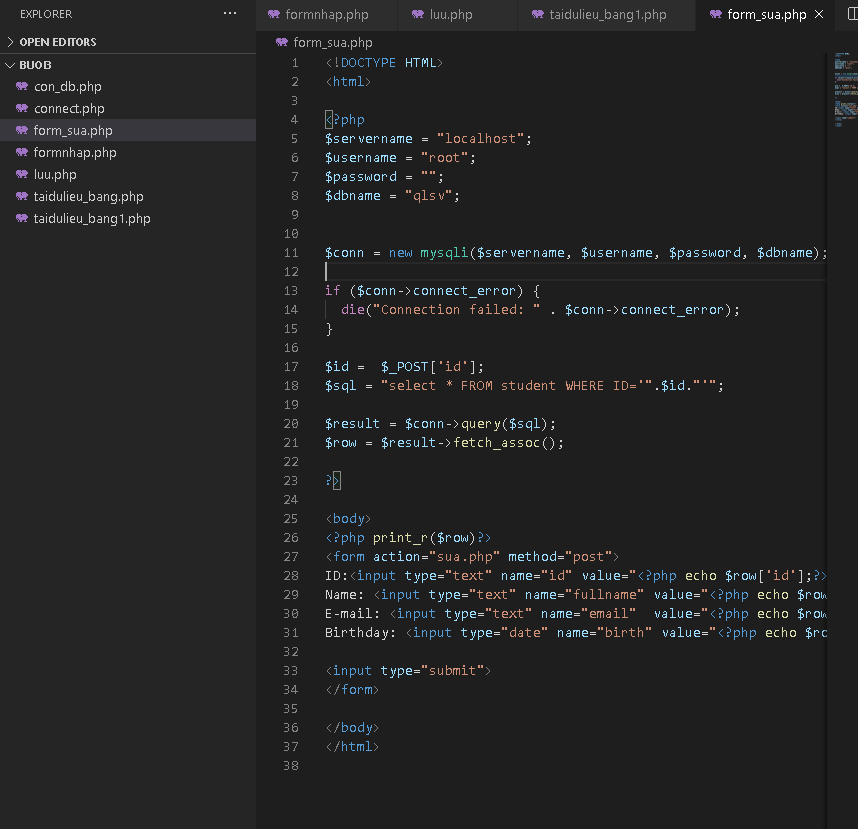 EXPLORER ···
OPEN EDITORS
BUOB
con_db.php
connect.php
form_sua.php
formnhap.php
luu.php
taidulieu_bang.php
taidulieu_bang1.php
formnhap.php luu.php taidulieu_bang1.php form_sua.php ×
form_sua.php
1 <!DOCTYPE HTML>
2 <html>
3
4 <?php
5 $servername = "localhost";
6 $username = "root";
7 $password = "";
8 $dbname = "qlsv";
9
10
11 $conn = new mysqli($servername, $username, $password, $dbname);
12
13 if ($conn->connect_error) {
14 die("Connection failed: " . $conn->connect_error);
15 }
16
17 $id =  $_POST['id'];
18 $sql = "select * FROM student WHERE ID='".$id."'";
19
20 $result = $conn->query($sql);
21 $row = $result->fetch_assoc();
22
23 ?>
24
25 <body>
26 <?php print_r($row)?>
27 <form action="sua.php" method="post">
28 ID:<input type="text" name="id" value="<?php echo $row['id'];?>
29 Name: <input type="text" name="fullname" value="<?php echo $row
30 E-mail: <input type="text" name="email"  value="<?php echo $row
31 Birthday: <input type="date" name="birth" value="<?php echo $ro
32
33 <input type="submit">
34 </form>
35
36 </body>
37 </html>
38